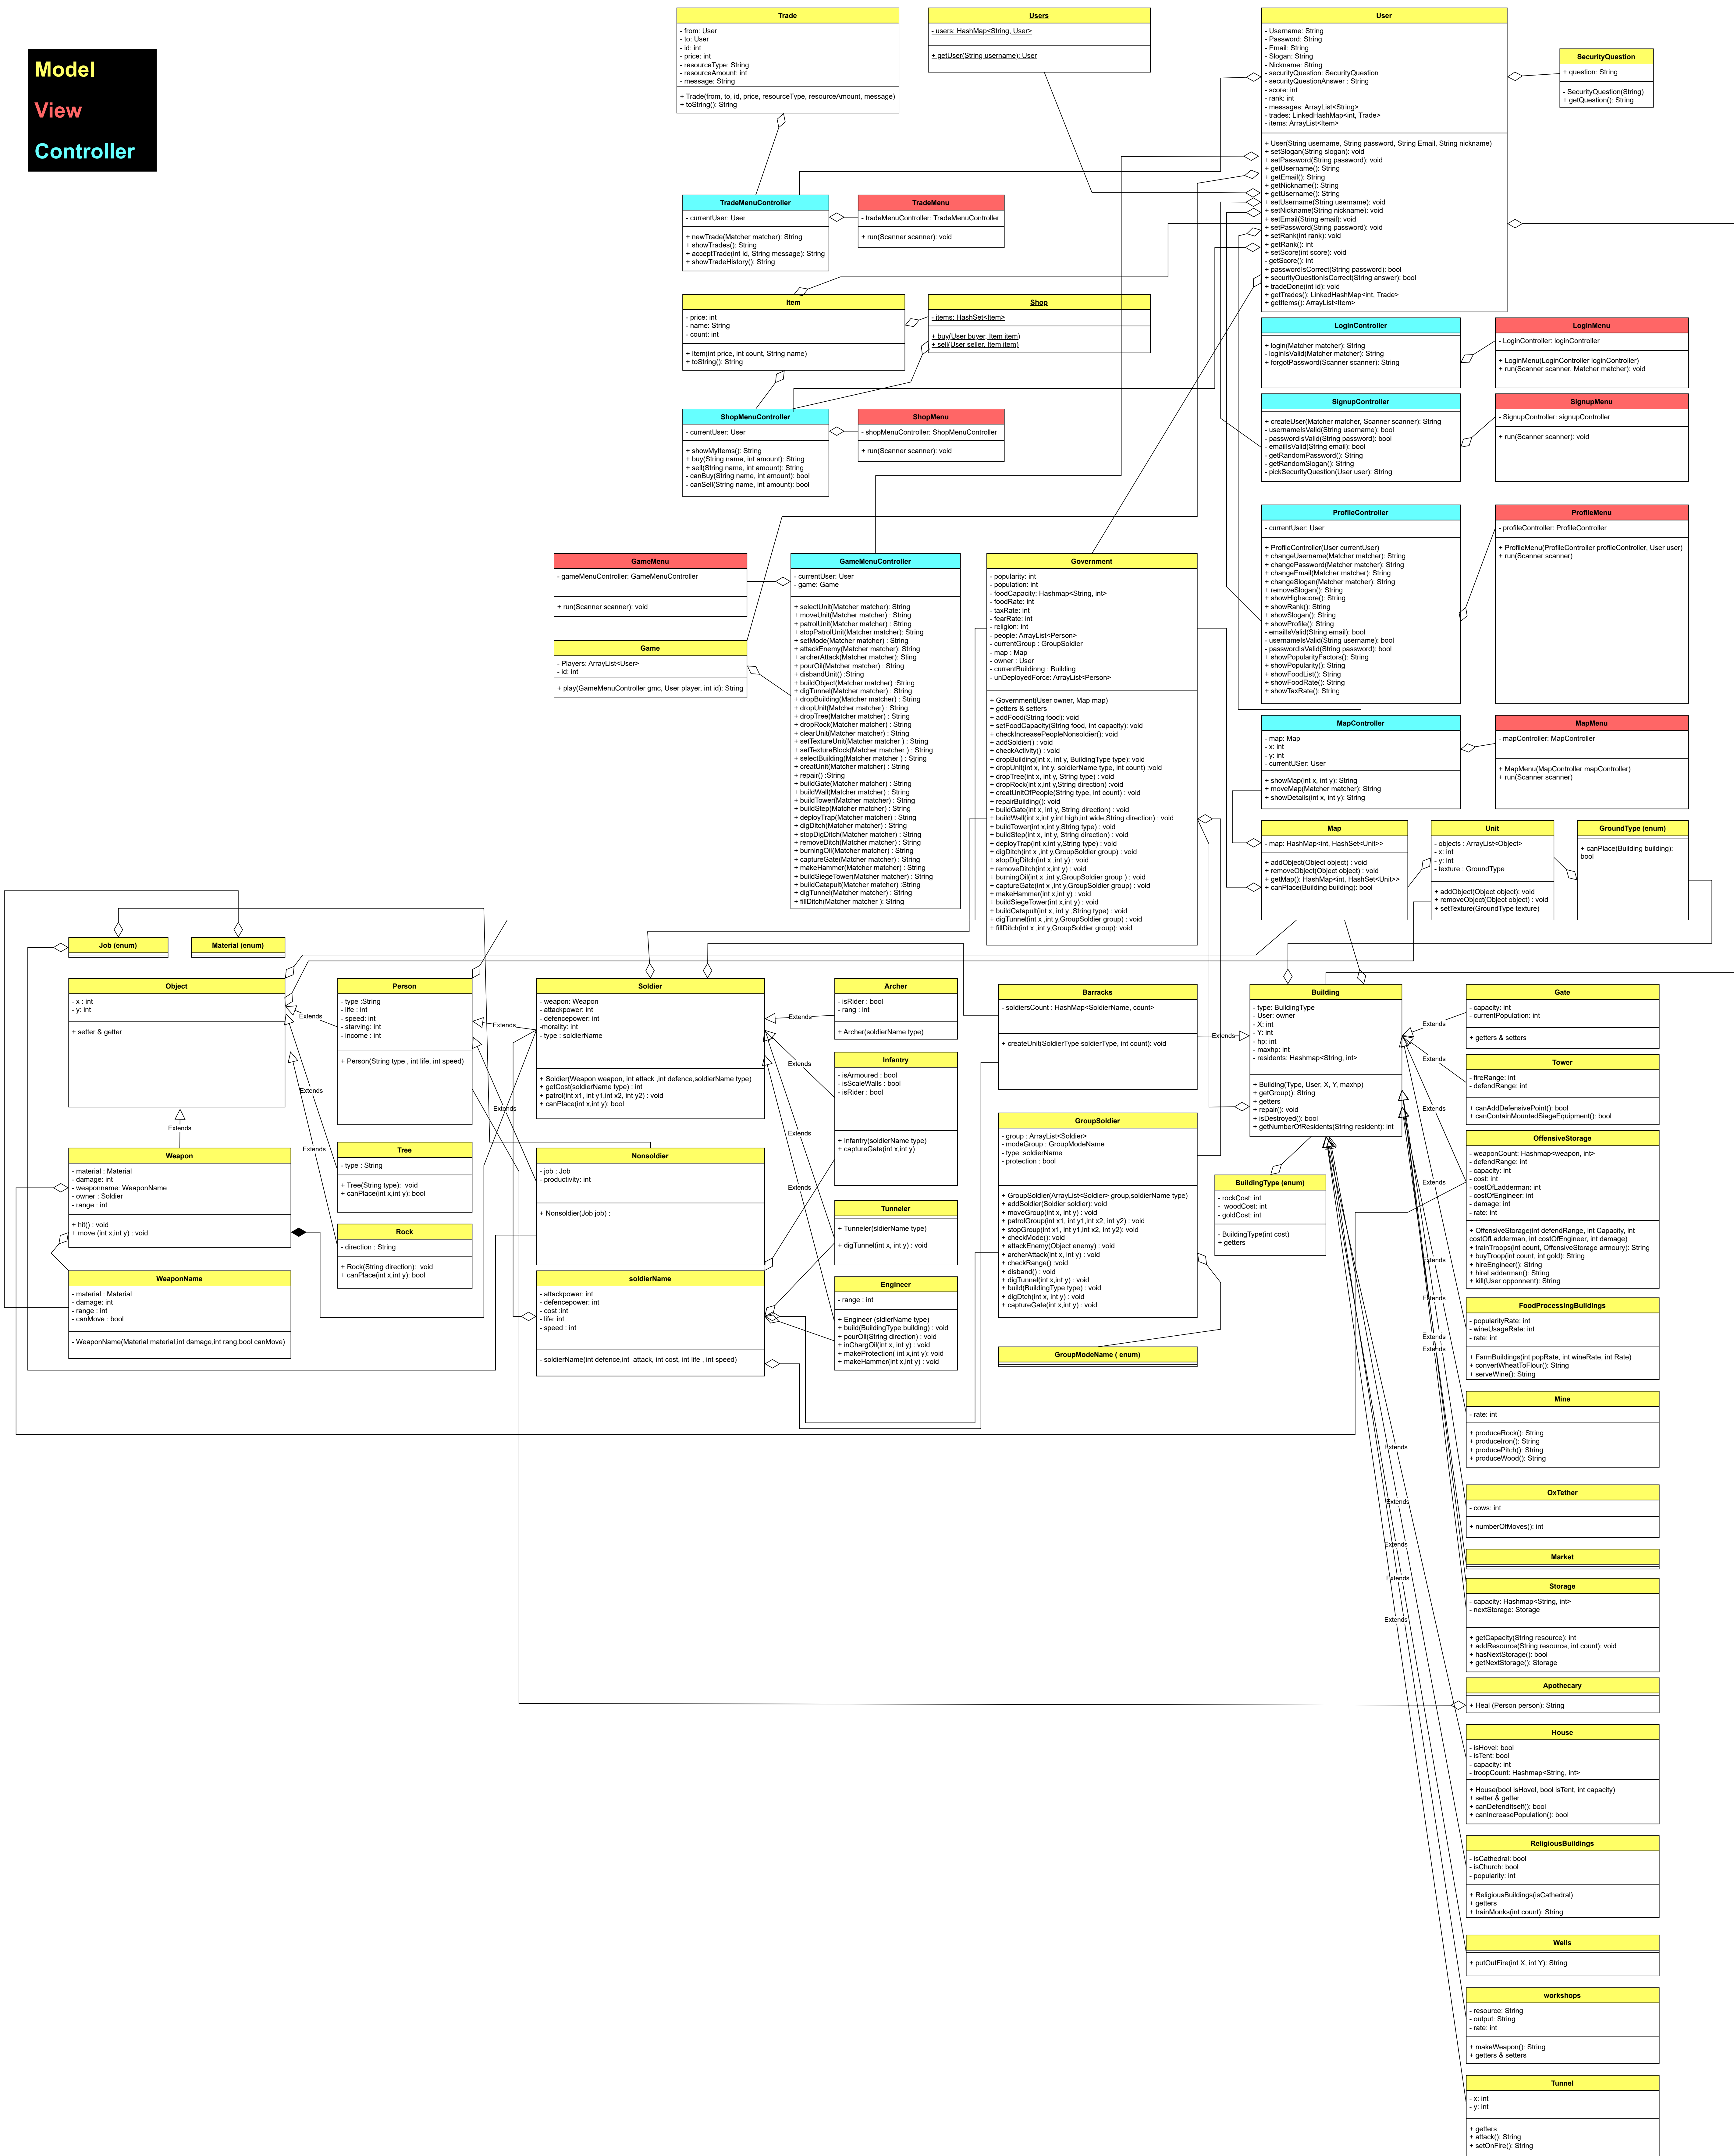 Model
View
Controller
Trade
- from: User
- to: User
- id: int
- price: int
- resourceType: String
- resourceAmount: int
- message: String
+ Trade(from, to, id, price, resourceType, resourceAmount, message)
+ toString(): String
Users
- users: HashMap<String, User>
+ getUser(String username): User
User
- Username: String
- Password: String
- Email: String
- Slogan: String
- Nickname: String
- securityQuestion: SecurityQuestion
- securityQuestionAnswer : String
- score: int
- rank: int
- messages: ArrayList<String>
- trades: LinkedHashMap<int, Trade>
- items: ArrayList<Item>
+ User(String username, String password, String Email, String nickname)
+ setSlogan(String slogan): void
+ setPassword(String password): void
+ getUsername(): String
+ getEmail(): String
+ getNickname(): String
+ getUsername(): String
+ setUsername(String username): void
+ setNickname(String nickname): void
+ setEmail(String email): void
+ setPassword(String password): void
+ setRank(int rank): void
+ getRank(): int
+ setScore(int score): void
- getScore(): int
+ passwordIsCorrect(String password): bool
+ securityQuestionIsCorrect(String answer): bool
+ tradeDone(int id): void
+ getTrades(): LinkedHashMap<int, Trade>
+ getItems(): ArrayList<Item>
SecurityQuestion
+ question: String
- SecurityQuestion(String)
+ getQuestion(): String
TradeMenuController
- currentUser: User
+ newTrade(Matcher matcher): String
+ showTrades(): String
+ acceptTrade(int id, String message): String
+ showTradeHistory(): String
TradeMenu
- tradeMenuController: TradeMenuController
+ run(Scanner scanner): void
Item
- price: int
- name: String
- count: int
+ Item(int price, int count, String name)
+ toString(): String
Shop
- items: HashSet<Item>
+ buy(User buyer, Item item)
+ sell(User seller, Item item)
LoginController
+ login(Matcher matcher): String
- loginIsValid(Matcher matcher): String
+ forgotPassword(Scanner scanner): String
LoginMenu
- LoginController: loginController
+ LoginMenu(LoginController loginController)
+ run(Scanner scanner, Matcher matcher): void
ShopMenuController
- currentUser: User
+ showMyItems(): String
+ buy(String name, int amount): String
+ sell(String name, int amount): String
- canBuy(String name, int amount): bool
- canSell(String name, int amount): bool
ShopMenu
- shopMenuController: ShopMenuController
+ run(Scanner scanner): void
SignupController
+ createUser(Matcher matcher, Scanner scanner): String
- usernameIsValid(String username): bool
- passwordIsValid(String password): bool
- emailIsValid(String email): bool
- getRandomPassword(): String
- getRandomSlogan(): String
- pickSecurityQuestion(User user): String
SignupMenu
- SignupController: signupController
+ run(Scanner scanner): void
ProfileController
- currentUser: User
+ ProfileController(User currentUser)
+ changeUsername(Matcher matcher): String
+ changePassword(Matcher matcher): String
+ changeEmail(Matcher matcher): String
+ changeSlogan(Matcher matcher): String
+ removeSlogan(): String
+ showHighscore(): String
+ showRank(): String
+ showSlogan(): String
+ showProfile(): String
- emailIsValid(String email): bool
- usernameIsValid(String username): bool
- passwordIsValid(String password): bool
+ showPopularityFactors(): String
+ showPopularity(): String
+ showFoodList(): String
+ showFoodRate(): String
+ showTaxRate(): String
ProfileMenu
- profileController: ProfileController
+ ProfileMenu(ProfileController profileController, User user)
+ run(Scanner scanner)
GameMenu
- gameMenuController: GameMenuController
+ run(Scanner scanner): void
Game
- Players: ArrayList<User>
- id: int
+ play(GameMenuController gmc, User player, int id): String
GameMenuController
- currentUser: User
- game: Game
+ selectUnit(Matcher matcher): String
+ moveUnit(Matcher matcher) : String
+ patrolUnit(Matcher matcher) : String
+ stopPatrolUnit(Matcher matcher): String
+ setMode(Matcher matcher) : String
+ attackEnemy(Matcher matcher): String
+ archerAttack(Matcher matcher): Sting
+ pourOil(Matcher matcher) : String
+ disbandUnit() :String
+ buildObject(Matcher matcher) :String
+ digTunnel(Matcher matcher) : String
+ dropBuilding(Matcher matcher) : String
+ dropUnit(Matcher matcher) : String
+ dropTree(Matcher matcher) : String
+ dropRock(Matcher matcher) : String
+ clearUnit(Matcher matcher) : String
+ setTextureUnit(Matcher matcher ) : String
+ setTextureBlock(Matcher matcher ) : String
+ selectBuilding(Matcher matcher ) : String
+ creatUnit(Matcher matcher) : String
+ repair() :String
+ buildGate(Matcher matcher) : String
+ buildWall(Matcher matcher) : String
+ buildTower(Matcher matcher) : String
+ buildStep(Matcher matcher) : String
+ deployTrap(Matcher matcher) : String
+ digDitch(Matcher matcher) : String
+ stopDigDitch(Matcher matcher) : String
+ removeDitch(Matcher matcher) : String
+ burningOil(Matcher matcher) : String
+ captureGate(Matcher matcher) : String
+ makeHammer(Matcher matcher) : String
+ buildSiegeTower(Matcher matcher) : String
+ buildCatapult(Matcher matcher) :String
+ digTunnel(Matcher matcher) : String
+ fillDitch(Matcher matcher ): String
Government
- popularity: int
- population: int
- foodCapacity: Hashmap<String, int>
- foodRate: int
- taxRate: int
- fearRate: int
- religion: int
- people: ArrayList<Person>
- currentGroup : GroupSoldier
- map : Map
- owner : User
- currentBuildinng : Building
- unDeployedForce: ArrayList<Person>
+ Government(User owner, Map map)
+ getters & setters
+ addFood(String food): void
+ setFoodCapacity(String food, int capacity): void
+ checkIncreasePeopleNonsoldier(): void
+ addSoldier() : void
+ checkActivity() : void
+ dropBuilding(int x, int y, BuildingType type): void
+ dropUnit(int x, int y, soldierName type, int count) :void
+ dropTree(int x, int y, String type) : void
+ dropRock(int x,int y,String direction) :void
+ creatUnitOfPeople(String type, int count) : void
+ repairBuilding(): void
+ buildGate(int x, int y, String direction) : void
+ buildWall(int x,int y,int high,int wide,String direction) : void
+ buildTower(int x,int y,String type) : void
+ buildStep(int x, int y, String direction) : void
+ deployTrap(int x,int y,String type) : void
+ digDitch(int x ,int y,GroupSoldier group) : void
+ stopDigDitch(int x ,int y) : void
+ removeDitch(int x,int y) : void
+ burningOil(int x ,int y,GroupSoldier group ) : void
+ captureGate(int x ,int y,GroupSoldier group) : void
+ makeHammer(int x,int y) : void
+ buildSiegeTower(int x,int y) : void
+ buildCatapult(int x, int y ,String type) : void
+ digTunnel(int x ,int y,GroupSoldier group) : void
+ fillDitch(int x ,int y,GroupSoldier group): void
MapController
- map: Map
- x: int
- y: int
- currentUSer: User
+ showMap(int x, int y): String
+ moveMap(Matcher matcher): String
+ showDetails(int x, int y): String
MapMenu
- mapController: MapController
+ MapMenu(MapController mapController)
+ run(Scanner scanner)
Map
- map: HashMap<int, HashSet<Unit>>
+ addObject(Object object) : void
+ removeObject(Object object) : void
+ getMap(): HashMap<int, HashSet<Unit>>
+ canPlace(Building building): bool
Unit
- objects : ArrayList<Object>
- x: int
- y: int
- texture : GroundType
+ addObject(Object object): void
+ removeObject(Object object) : void
+ setTexture(GroundType texture)
GroundType (enum)
+ canPlace(Building building):
bool
Job (enum)
Material (enum)
Object
- x : int
- y: int
+ setter & getter
Extends
Extends
Extends
Extends
Person
- type :String
- life : int
- speed: int
- starving: int
- income : int
+ Person(String type , int life, int speed)
Extends
Extends
Soldier
- weapon: Weapon
- attackpower: int
- defencepower: int
-morality: int
- type : soldierName
+ Soldier(Weapon weapon, int attack ,int defence,soldierName type)
+ getCost(soldierName type) : int
+ patrol(int x1, int y1,int x2, int y2) : void
+ canPlace(int x,int y): bool
Extends
Extends
Extends
Extends
Archer
- isRider : bool
- rang : int
+ Archer(soldierName type)
Infantry
- isArmoured : bool
- isScaleWalls : bool
- isRider : bool
+ Infantry(soldierName type)
+ captureGate(int x,int y)
Tunneler
+ Tunneler(sldierName type)
+ digTunnel(int x, int y) : void
Engineer
- range : int
+ Engineer (sldierName type)
+ build(BuildingType building) : void
+ pourOil(String direction) : void
+ inChargOil(int x, int y) : void
+ makeProtection( int x,int y): void
+ makeHammer(int x,int y) : void
Weapon
- material : Material
- damage: int
- weaponname: WeaponName
- owner : Soldier
- range : int
+ hit() : void
+ move (int x,int y) : void
WeaponName
- material : Material
- damage: int
- range : int
- canMove : bool
- WeaponName(Material material,int damage,int rang,bool canMove)
Tree
- type : String
+ Tree(String type) : void
+ canPlace(int x,int y): bool
Rock
- direction : String
+ Rock(String direction): void
+ canPlace(int x,int y): bool
Nonsoldier
- job : Job
- productivity: int
+ Nonsoldier(Job job) :
soldierName
- attackpower: int
- defencepower: int
- cost :int
- life: int
- speed : int
- soldierName(int defence,int attack, int cost, int life , int speed)
Barracks
- soldiersCount : HashMap<SoldierName, count>
+ createUnit(SoldierType soldierType, int count): void
Extends
GroupSoldier
- group : ArrayList<Soldier>
- modeGroup : GroupModeName
- type :soldierName
- protection : bool
+ GroupSoldier(ArrayList<Soldier> group,soldierName type)
+ addSoldier(Soldier soldier): void
+ moveGroup(int x, int y) : void
+ patrolGroup(int x1, int y1,int x2, int y2) : void
+ stopGroup(int x1, int y1,int x2, int y2): void
+ checkMode(): void
+ attackEnemy(Object enemy) : void
+ archerAttack(int x, int y) : void
+ checkRange() :void
+ disband() : void
+ digTunnel(int x,int y) : void
+ build(BuildingType type) : void
+ digDtch(int x, int y) : void
+ captureGate(int x,int y) : void
GroupModeName ( enum)
Building
- type: BuildingType
- User: owner
- X: int
- Y: int
- hp: int
- maxhp: int
- residents: Hashmap<String, int>
+ Building(Type, User, X, Y, maxhp)
+ getGroup(): String
+ getters
+ repair(): void
+ isDestroyed(): bool
+ getNumberOfResidents(String resident): int
BuildingType (enum)
- rockCost: int
- woodCost: int
- goldCost: int
- BuildingType(int cost)
+ getters
Extends
Extends
Extends
Extends
Extends
Extends
Extends
Extends
Extends
Extends
Extends
Extends
Gate
- capacity: int
- currentPopulation: int
+ getters & setters
Tower
- fireRange: int
- defendRange: int
+ canAddDefensivePoint(): bool
+ canContainMountedSiegeEquipment(): bool
OffensiveStorage
- weaponCount: Hashmap<weapon, int>
- defendRange: int
- capacity: int
- cost: int
- costOfLadderman: int
- costOfEngineer: int
- damage: int
- rate: int
+ OffensiveStorage(int defendRange, int Capacity, int
costOfLadderman, int costOfEngineer, int damage)
+ trainTroops(int count, OffensiveStorage armoury): String
+ buyTroop(int count, int gold): String
+ hireEngineer(): String
+ hireLadderman(): String
+ kill(User opponnent): String
FoodProcessingBuildings
- popularityRate: int
- wineUsageRate: int
- rate: int
+ FarmBuildings(int popRate, int wineRate, int Rate)
+ convertWheatToFlour(): String
+ serveWine(): String
Mine
- rate: int
+ produceRock(): String
+ produceIron(): String
+ producePitch(): String
+ produceWood(): String
OxTether
- cows: int
+ numberOfMoves(): int
Market
Storage
- capacity: Hashmap<String, int>
- nextStorage: Storage
+ getCapacity(String resource): int
+ addResource(String resource, int count): void
+ hasNextStorage(): bool
+ getNextStorage(): Storage
Apothecary
+ Heal (Person person): String
House
- isHovel: bool
- isTent: bool
- capacity: int
- troopCount: Hashmap<String, int>
+ House(bool isHovel, bool isTent, int capacity)
+ setter & getter
+ canDefendItself(): bool
+ canIncreasePopulation(): bool
ReligiousBuildings
- isCathedral: bool
- isChurch: bool
- popularity: int
+ ReligiousBuildings(isCathedral)
+ getters
+ trainMonks(int count): String
Wells
+ putOutFire(int X, int Y): String
workshops
- resource: String
- output: String
- rate: int
+ makeWeapon(): String
+ getters & setters
Tunnel
- x: int
- y: int
+ getters
+ attack(): String
+ setOnFire(): String